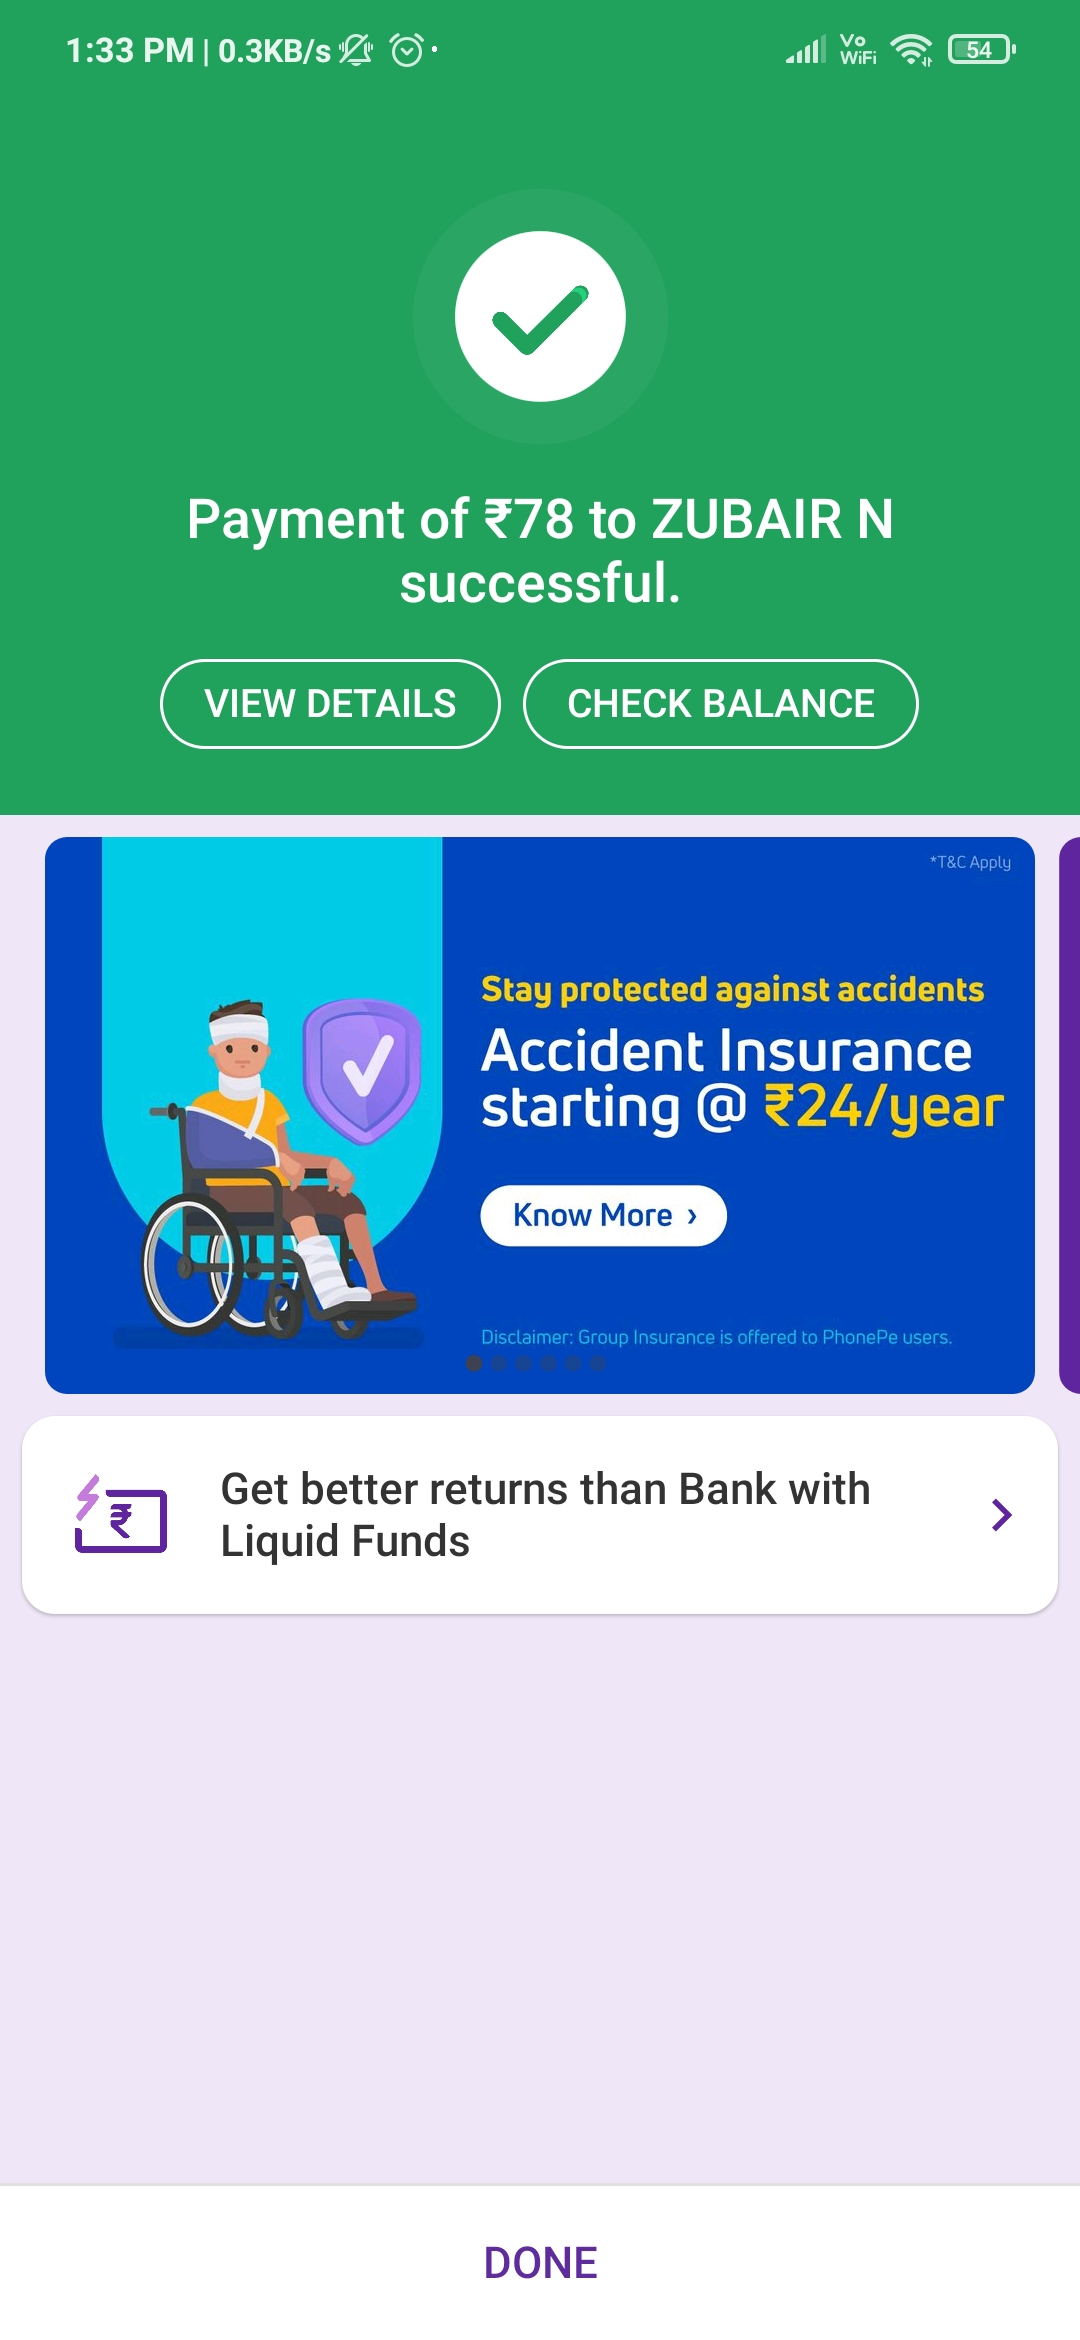 1:33 PM | 0.3KB/s
Vo
WiFi
54
Payment of ₹78 to ZUBAIR N
successful.
VIEW DETAILS
CHECK BALANCE
*T&C Apply
Stay protected against accidents
Accident Insurance
starting @ ₹24/year
Know More ›
Disclaimer: Group Insurance is offered to PhonePe users.
₹
Get better returns than Bank with
Liquid Funds
DONE